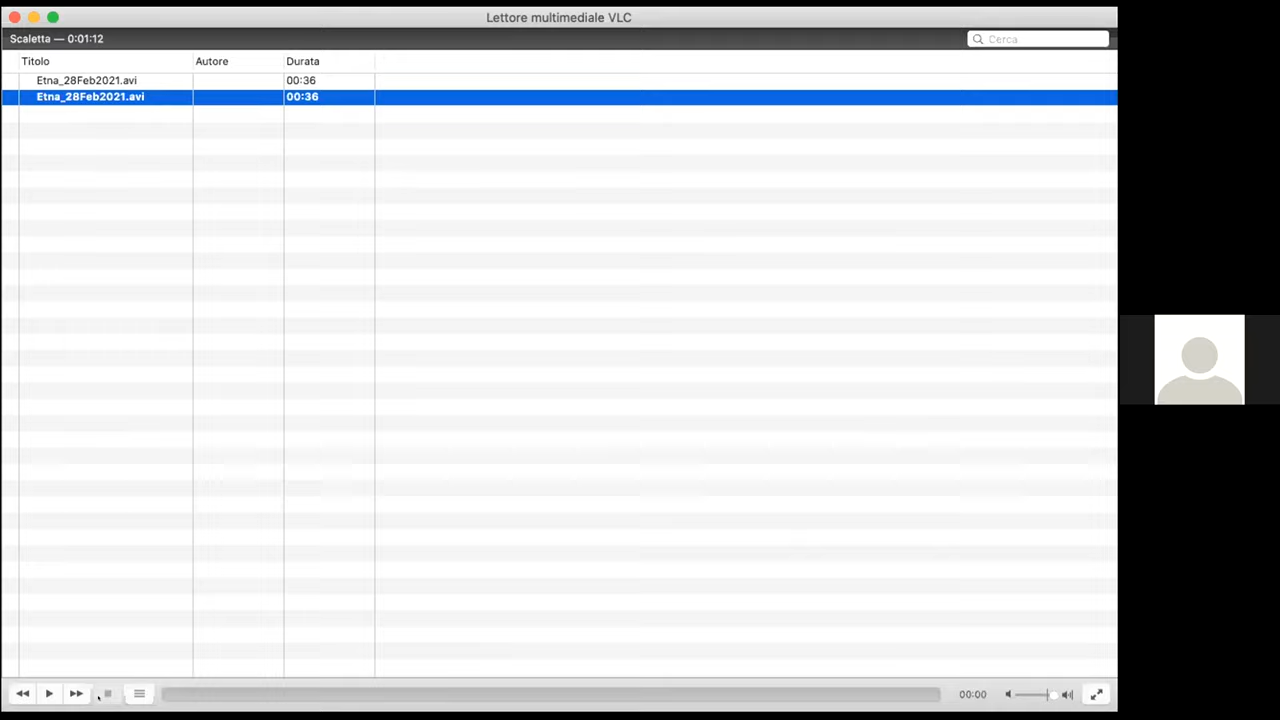 Lettore multimediale VLC
Scaletta — 0:01:12
Cerca
Titolo Autore Durata
Etna_28Feb2021.avi 00:36
Etna_28Feb2021.avi 00:36
00:00